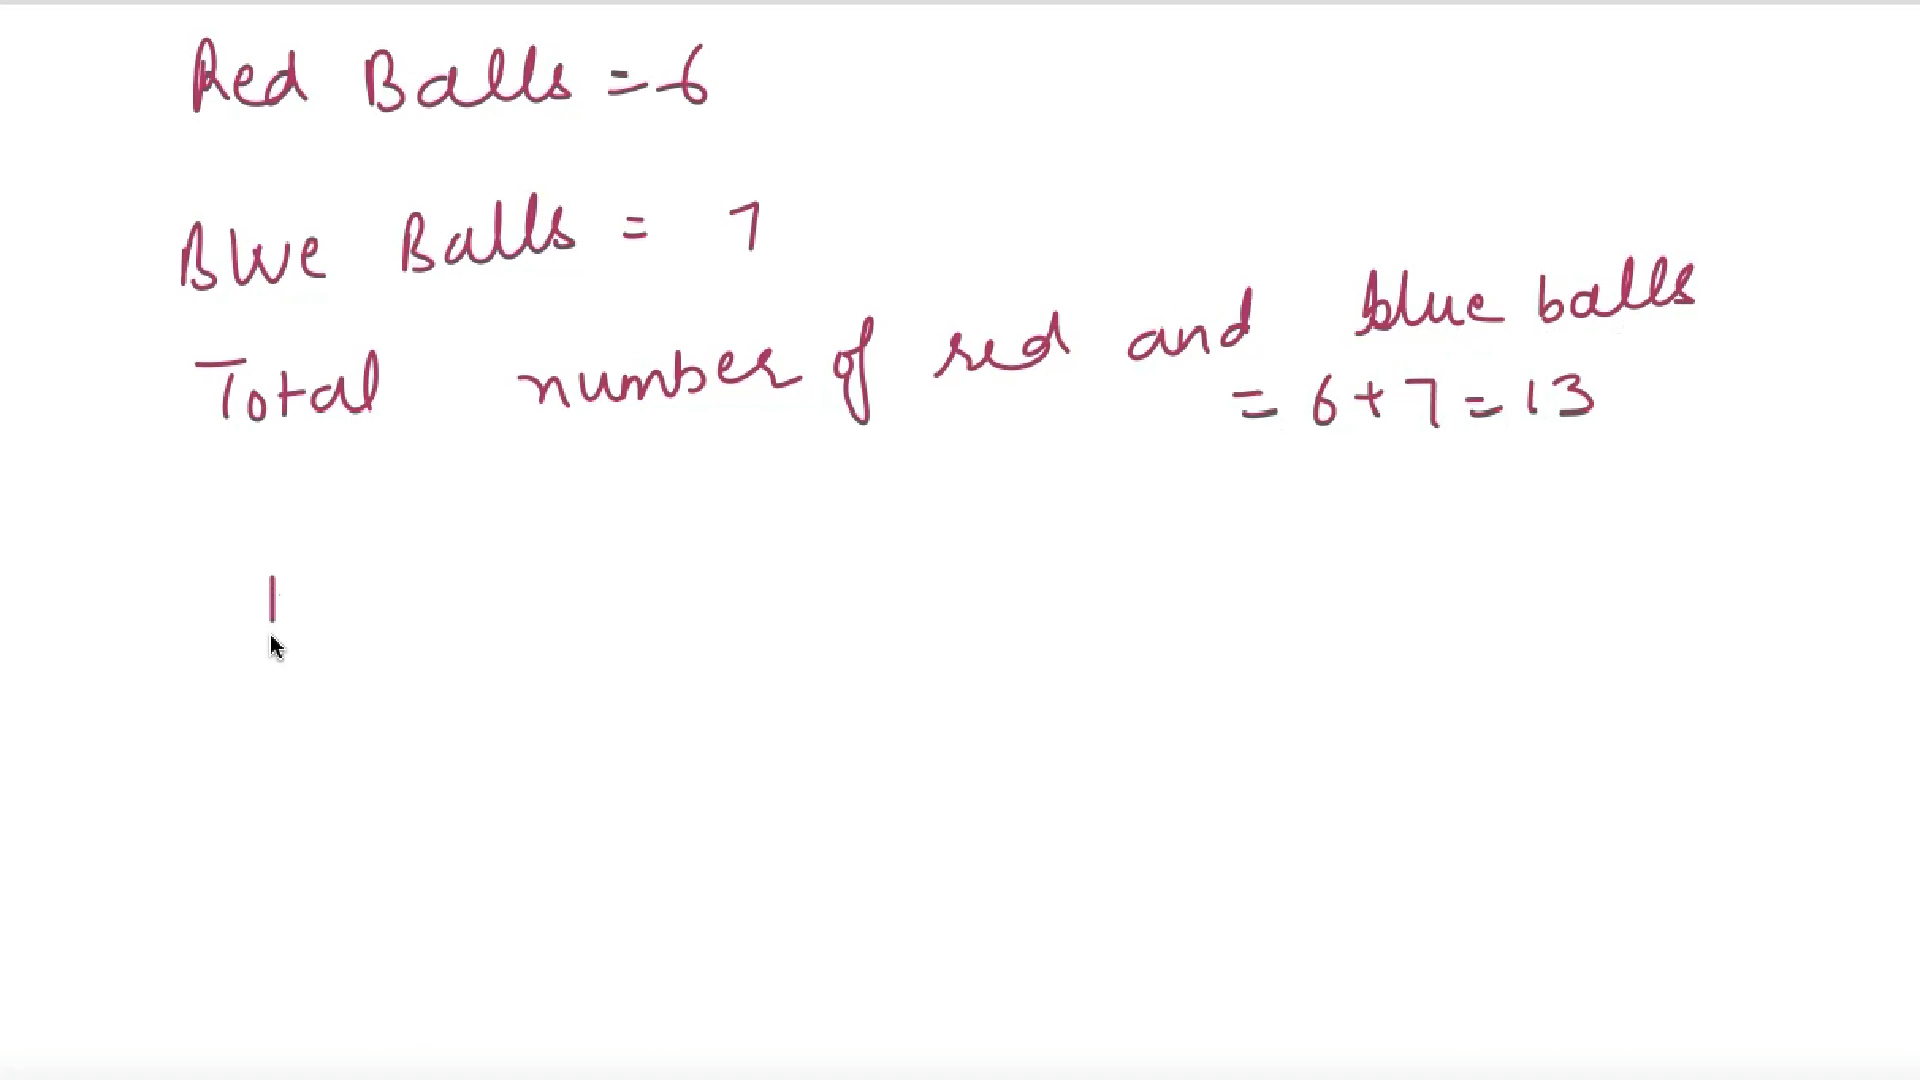 Red Balls = 6
Blue Balls = 7
Total number of red and blue balls
= 6+7=13
|